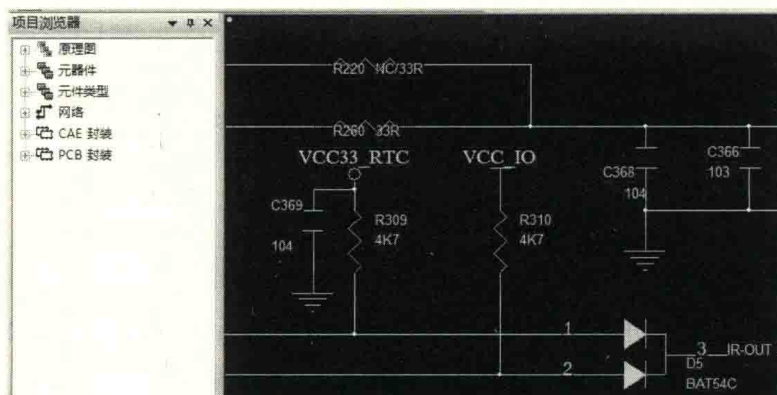 项目浏览器
原理图
元器件
元件类型
网络
CAE 封装
PCB 封装
R220 NC/33R
R260 33R
VCC33_RTC
VCC_IO
C369
104
R309
4K7
R310
4K7
C368
104
C366
103
1
2
3
IR-OUT
D5
BAT54C